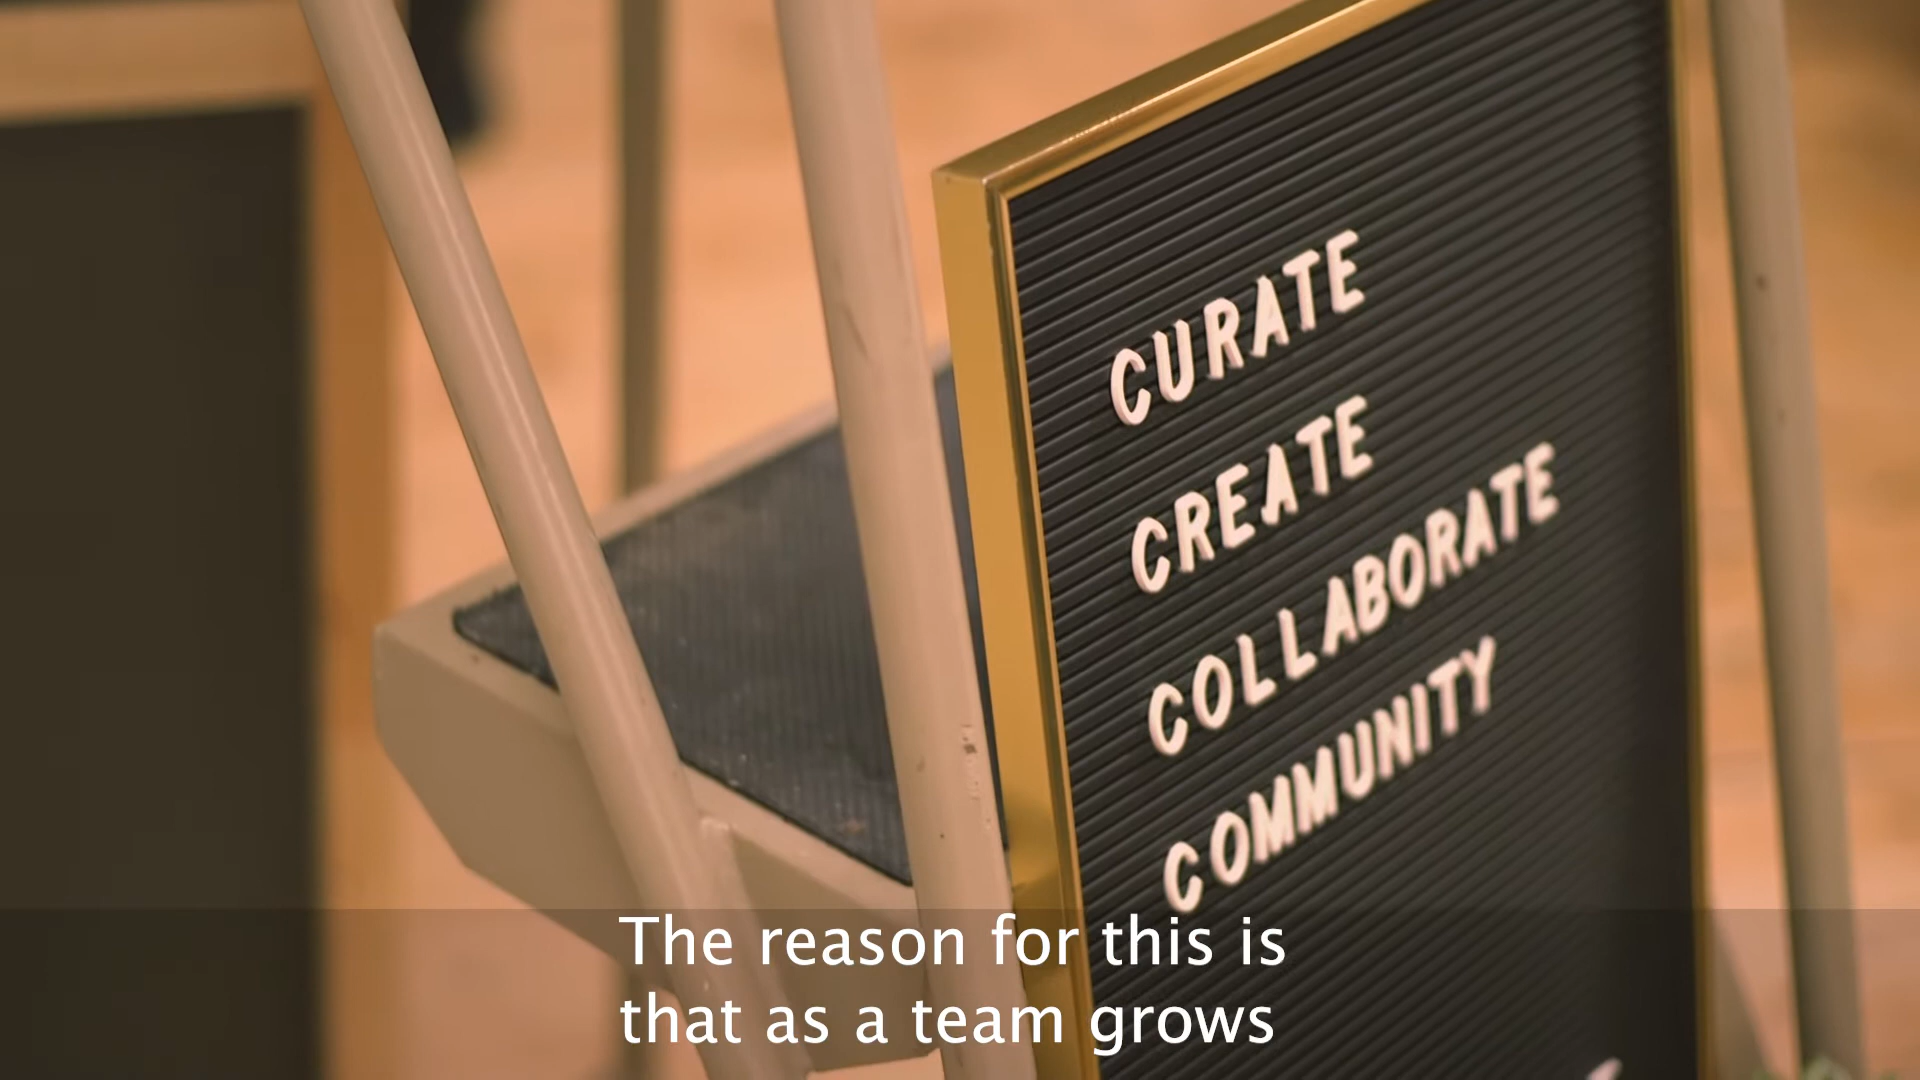 CURATE
CREATE
COLLABORATE
COMMUNITY
The reason for this is
that as a team grows